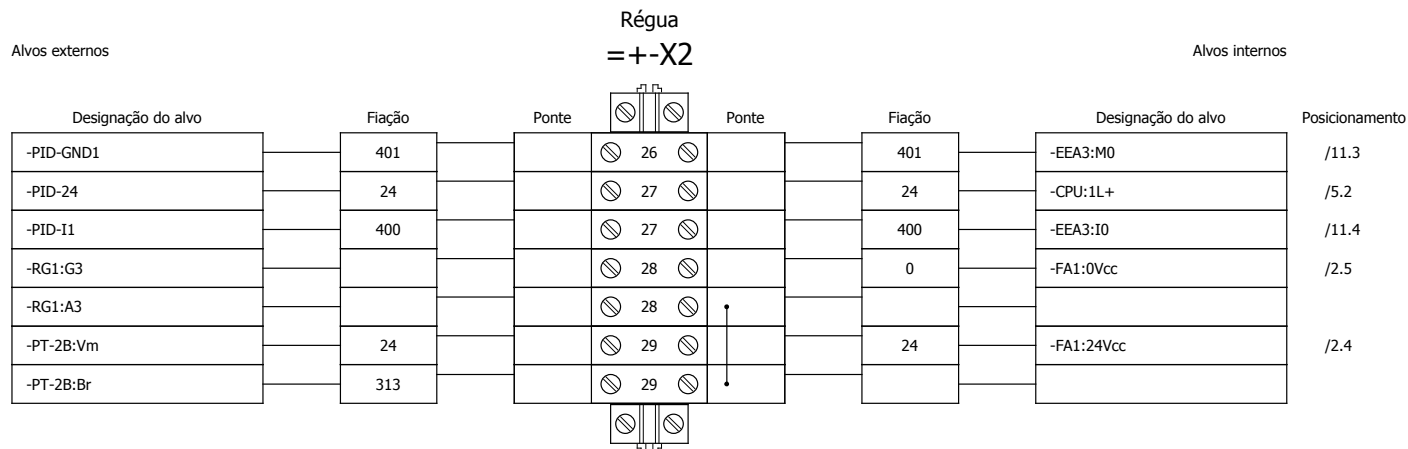 Régua
Alvos externos =+-X2 Alvos internos
Designação do alvo Fiação Ponte Ponte Fiação Designação do alvo Posicionamento
-PID-GND1 401 26 401 -EEA3:M0 /11.3
-PID-24 24 27 24 -CPU:1L+ /5.2
-PID-I1 400 27 400 -EEA3:I0 /11.4
-RG1:G3 28 0 -FA1:0Vcc /2.5
-RG1:A3 28
-PT-2B:Vm 24 29 24 -FA1:24Vcc /2.4
-PT-2B:Br 313 29